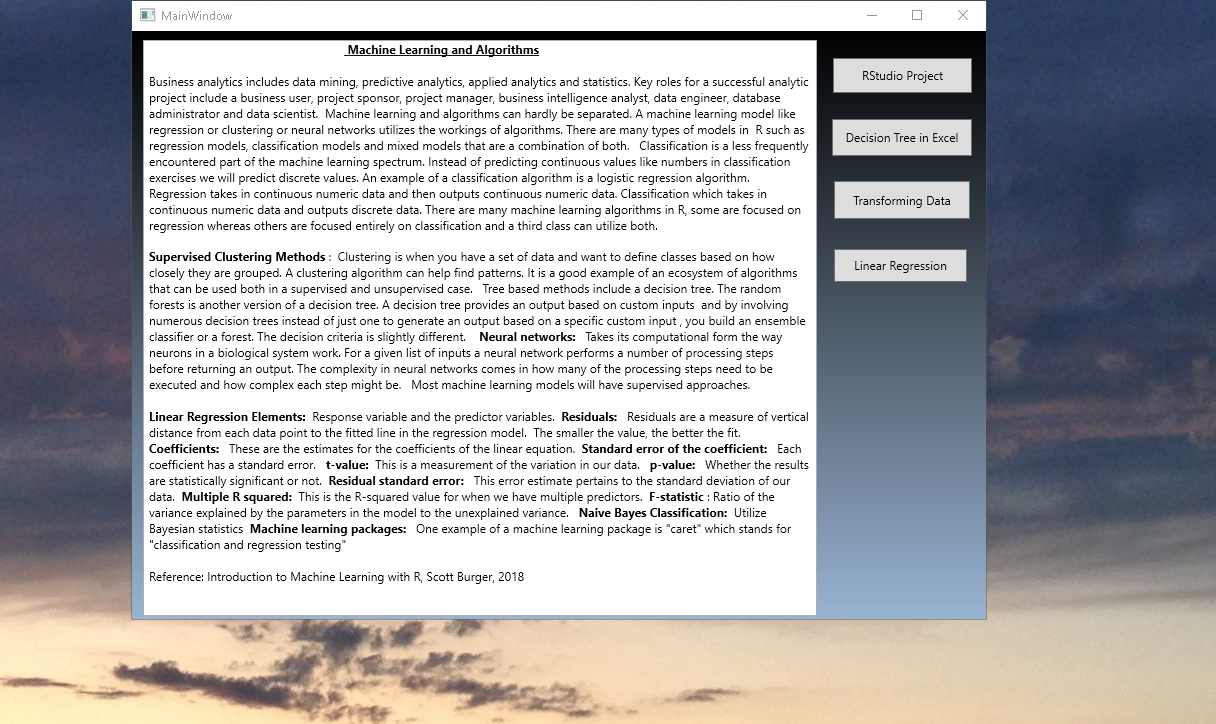 MainWindow
Machine Learning and Algorithms
Business analytics includes data mining, predictive analytics, applied analytics and statistics. Key roles for a successful analytic
project include a business user, project sponsor, project manager, business intelligence analyst, data engineer, database
administrator and data scientist.  Machine learning and algorithms can hardly be separated. A machine learning model like
regression or clustering or neural networks utilizes the workings of algorithms. There are many types of models in  R such as
regression models, classification models and mixed models that are a combination of both.   Classification is a less frequently
encountered part of the machine learning spectrum. Instead of predicting continuous values like numbers in classification
exercises we will predict discrete values. An example of a classification algorithm is a logistic regression algorithm.
Regression takes in continuous numeric data and then outputs continuous numeric data. Classification which takes in
continuous numeric data and outputs discrete data. There are many machine learning algorithms in R, some are focused on
regression whereas others are focused entirely on classification and a third class can utilize both.
Supervised Clustering Methods :  Clustering is when you have a set of data and want to define classes based on how
closely they are grouped. A clustering algorithm can help find patterns. It is a good example of an ecosystem of algorithms
that can be used both in a supervised and unsupervised case.   Tree based methods include a decision tree. The random
forests is another version of a decision tree. A decision tree provides an output based on custom inputs  and by involving
numerous decision trees instead of just one to generate an output based on a specific custom input , you build an ensemble
classifier or a forest. The decision criteria is slightly different.    Neural networks:   Takes its computational form the way
neurons in a biological system work. For a given list of inputs a neural network performs a number of processing steps
before returning an output. The complexity in neural networks comes in how many of the processing steps need to be
executed and how complex each step might be.   Most machine learning models will have supervised approaches.
Linear Regression Elements:  Response variable and the predictor variables.  Residuals:   Residuals are a measure of vertical
distance from each data point to the fitted line in the regression model.  The smaller the value, the better the fit.
Coefficients:   These are the estimates for the coefficients of the linear equation.  Standard error of the coefficient:   Each
coefficient has a standard error.   t-value:  This is a measurement of the variation in our data.   p-value:   Whether the results
are statistically significant or not.  Residual standard error:   This error estimate pertains to the standard deviation of our
data.  Multiple R squared:  This is the R-squared value for when we have multiple predictors.  F-statistic : Ratio of the
variance explained by the parameters in the model to the unexplained variance.   Naive Bayes Classification:  Utilize
Bayesian statistics  Machine learning packages:   One example of a machine learning package is "caret" which stands for
"classification and regression testing"
Reference: Introduction to Machine Learning with R, Scott Burger, 2018
RStudio Project
Decision Tree in Excel
Transforming Data
Linear Regression